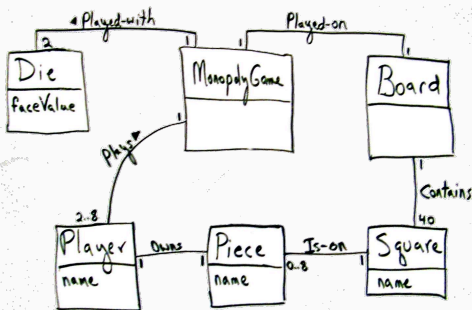 ◄ Played-with
Played-on
2
1
1
1
Die
faceValue
MonopolyGame
Board
1
1
Plays
Contains
2..8
40
Player
name
Owns
1
1
Piece
name
Is-on
0..8
1
Square
name